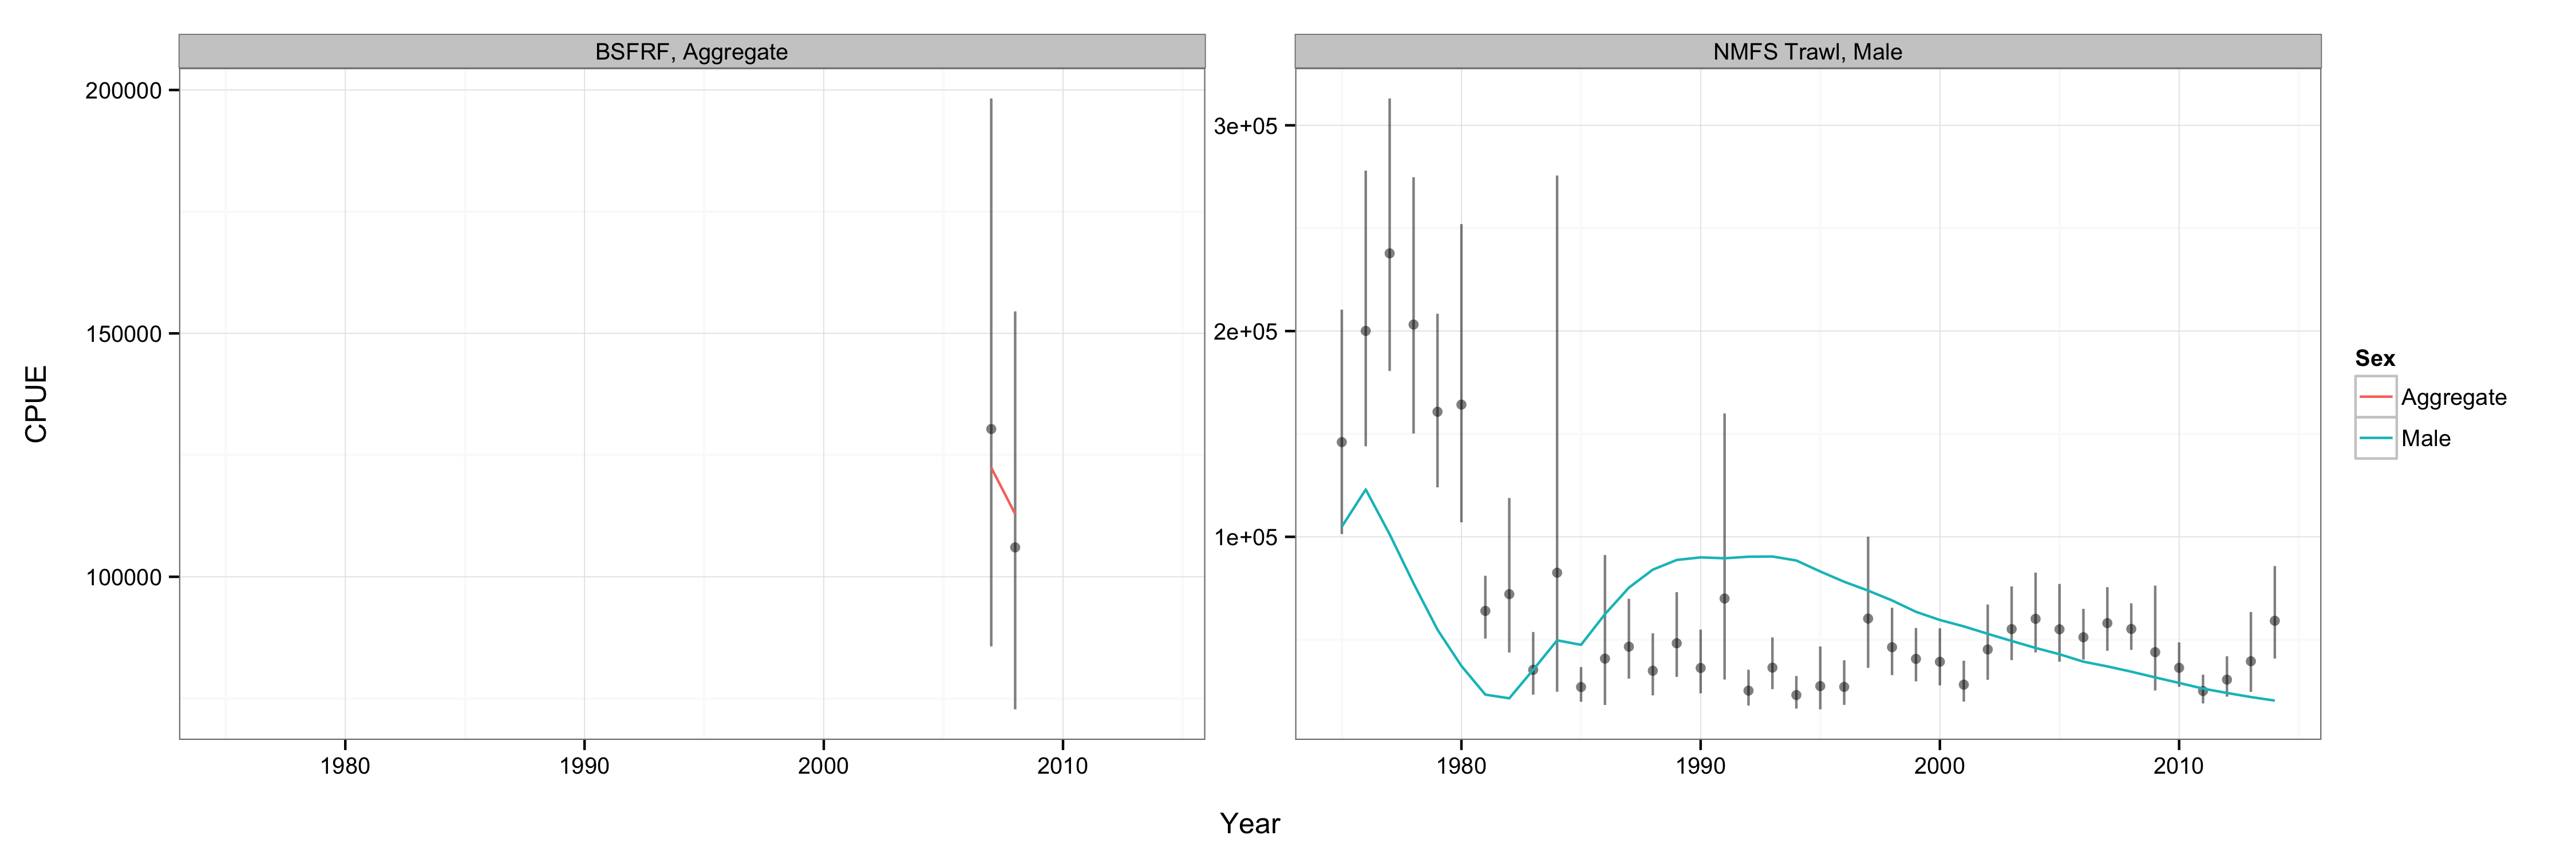 BSFRF, Aggregate
NMFS Trawl, Male
CPUE
200000
150000
100000
3e+05
2e+05
1e+05
1980 1990 2000 2010
1980 1990 2000 2010
Year
Sex
Aggregate
Male